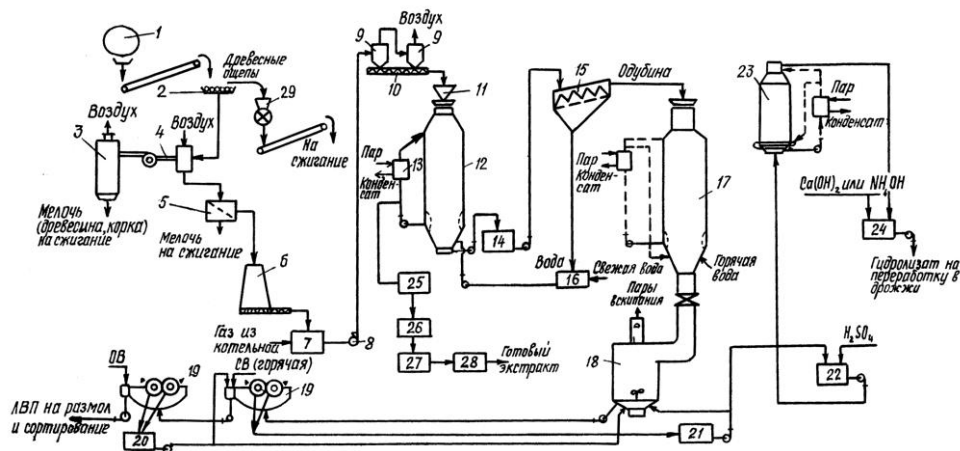 1
Древесные
ощепы
2
29
На
сжигание
Воздух
3
4
Воздух
Мелочь
(древесина, корка)
на сжигание
5
Мелочь
на сжигание
6
Газ из
котельной
7
8
Воздух
9
9
10
11
12
Пар
Конден-
сат
13
14
15
Одубина
Вода
16
Свежая вода
Пар
Конден-
сат
17
Горячая
вода
Пары
вскипания
18
23
Пар
Конденсат
Ca(OH)2 или NH4OH
24
Гидролизат на
переработку в
дрожжи
H2SO4
22
21
25
26
27
28
Готовый
экстракт
ОВ
19
СВ (горячая)
19
ЛВП на размол
и сортирование
20